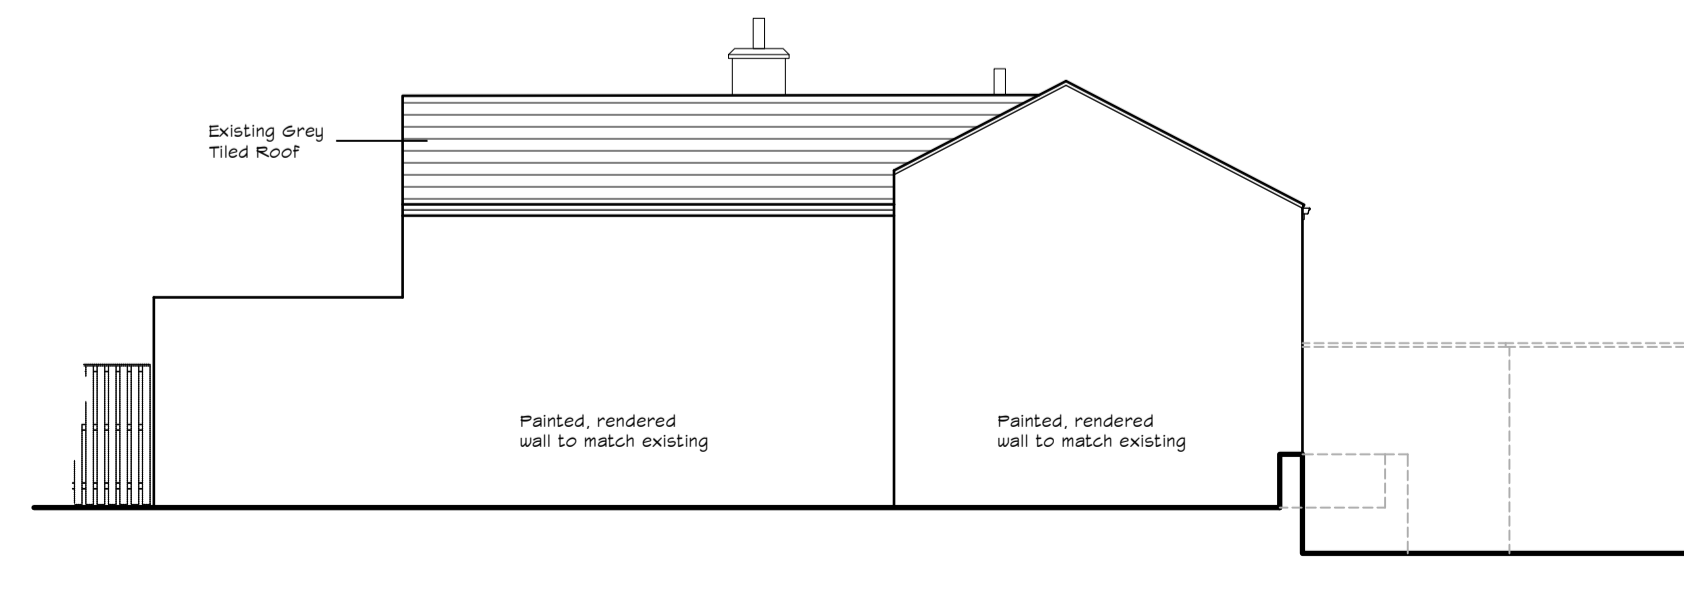 Existing Grey
Tiled Roof
Painted, rendered
wall to match existing
Painted, rendered
wall to match existing